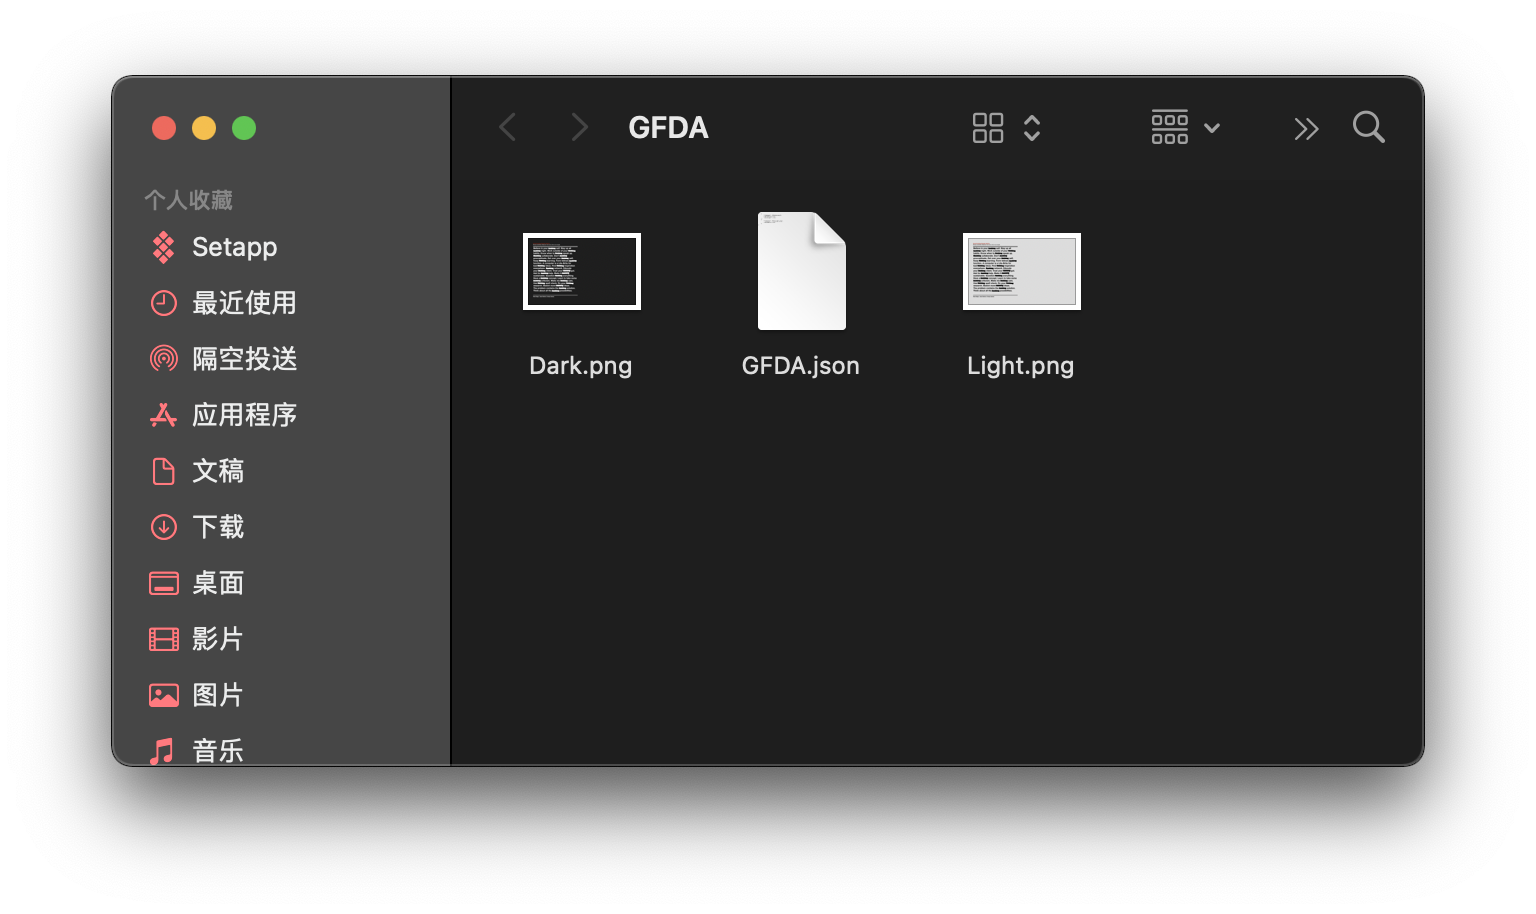 GFDA
个人收藏
Setapp
最近使用
隔空投送
应用程序
文稿
下载
桌面
影片
图片
音乐
Dark.png
GFDA.json
Light.png